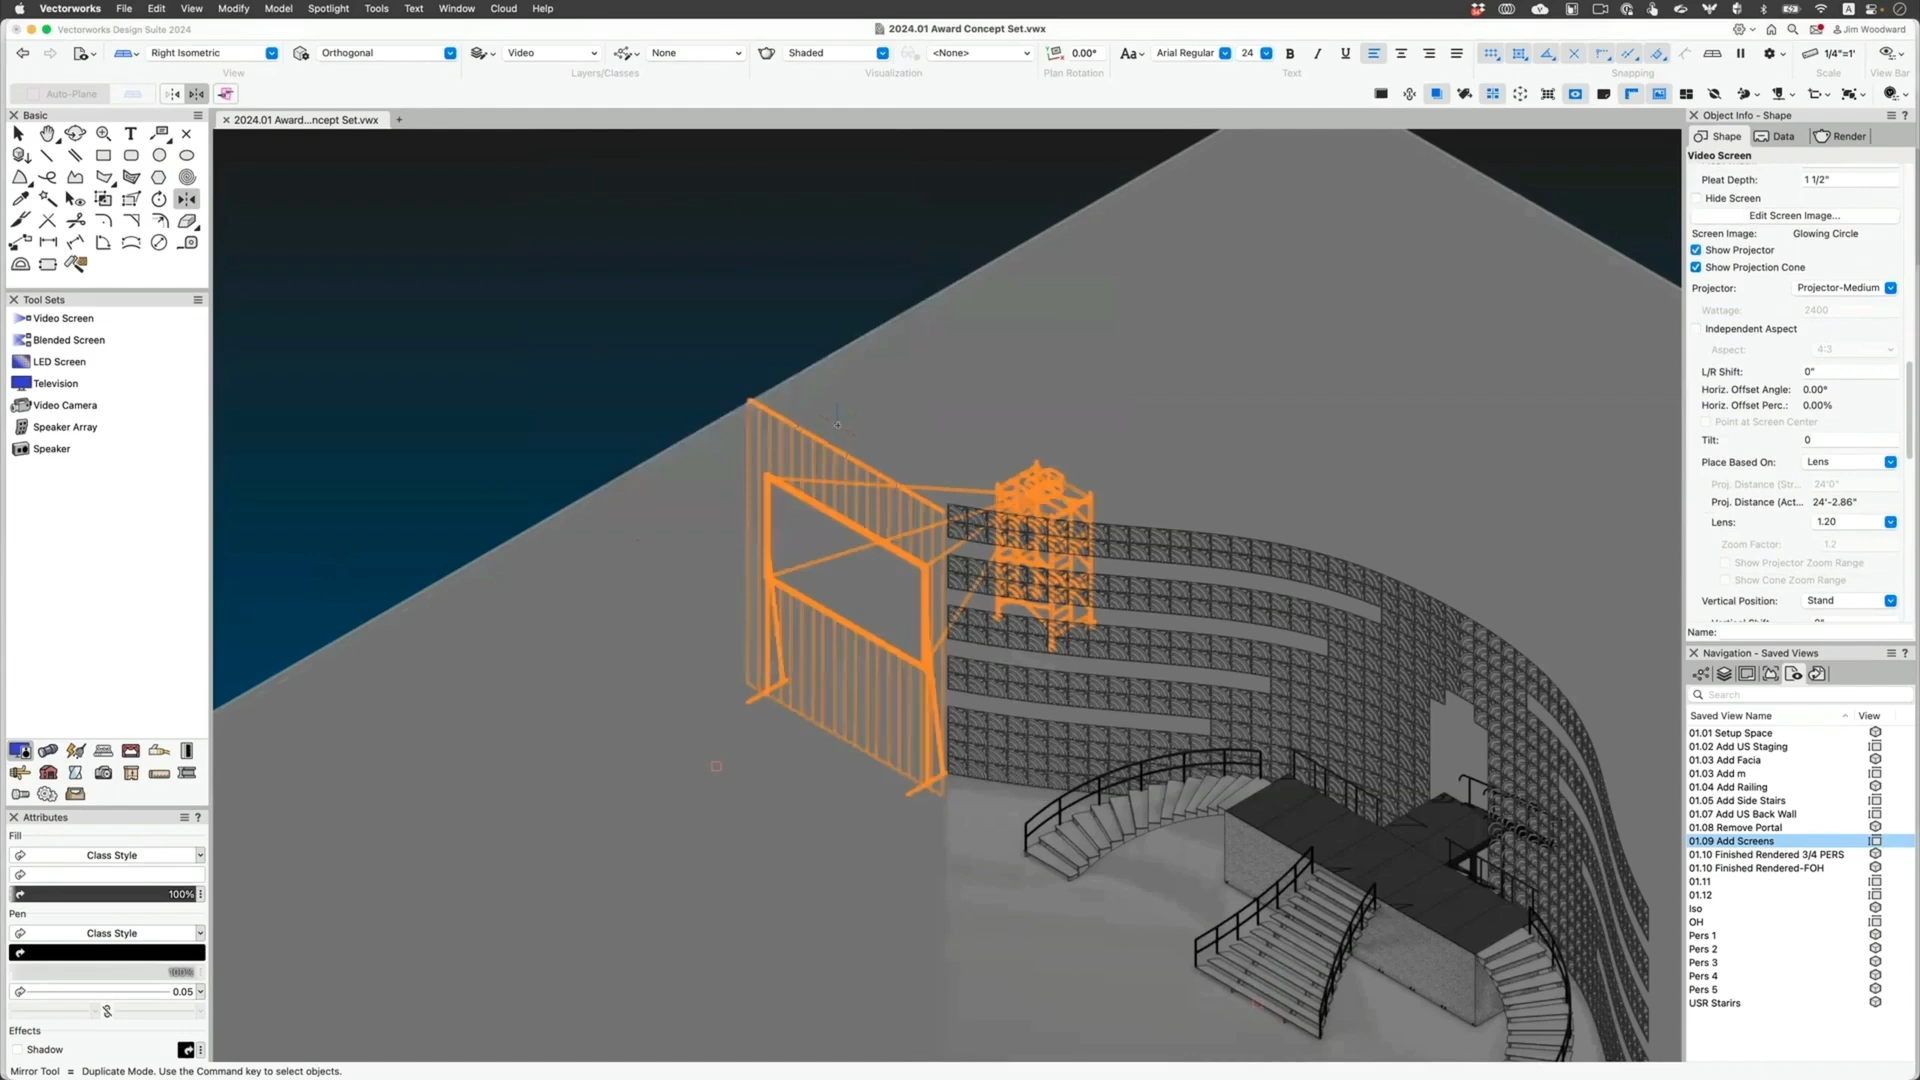 Vectorworks File Edit View Modify Model Spotlight Tools Text Window Cloud Help
Vectorworks Design Suite 2024
2024.01 Award Concept Set.vwx
Jim Woodward
Right Isometric
Orthogonal
Video
None
Shaded
<None>
0.00°
Aa
Arial Regular
24
B I U
1/4"=1'
View
Layers/Classes
Visualization
Plan Rotation
Text
Snapping
Scale
View Bar
Auto-Plane
Basic
2024.01 Award...ncept Set.vwx
Tool Sets
Video Screen
Blended Screen
LED Screen
Television
Video Camera
Speaker Array
Speaker
Attributes
Fill
Class Style
100%
Pen
Class Style
100%
0.05
Effects
Shadow
Mirror Tool = Duplicate Mode. Use the Command key to select objects.
Object Info - Shape
Shape
Data
Render
Video Screen
Pleat Depth: 1 1/2"
Hide Screen
Edit Screen Image...
Screen Image: Glowing Circle
Show Projector
Show Projection Cone
Projector: Projector-Medium
Wattage: 2400
Independent Aspect
Aspect: 4:3
L/R Shift: 0"
Horiz. Offset Angle: 0.00°
Horiz. Offset Perc.: 0.00%
Point at Screen Center
Tilt: 0
Place Based On: Lens
Proj. Distance (Str... 24'0"
Proj. Distance (Act... 24'-2.86"
Lens: 1.20
Zoom Factor: 1.2
Show Projector Zoom Range
Show Cone Zoom Range
Vertical Position: Stand
Name:
Navigation - Saved Views
Search
Saved View Name View
01.01 Setup Space
01.02 Add US Staging
01.03 Add Facia
01.03 Add m
01.04 Add Railing
01.05 Add Side Stairs
01.07 Add US Back Wall
01.08 Remove Portal
01.09 Add Screens
01.10 Finished Rendered 3/4 PERS
01.10 Finished Rendered-FOH
01.11
01.12
Iso
OH
Pers 1
Pers 2
Pers 3
Pers 4
Pers 5
USR Starirs